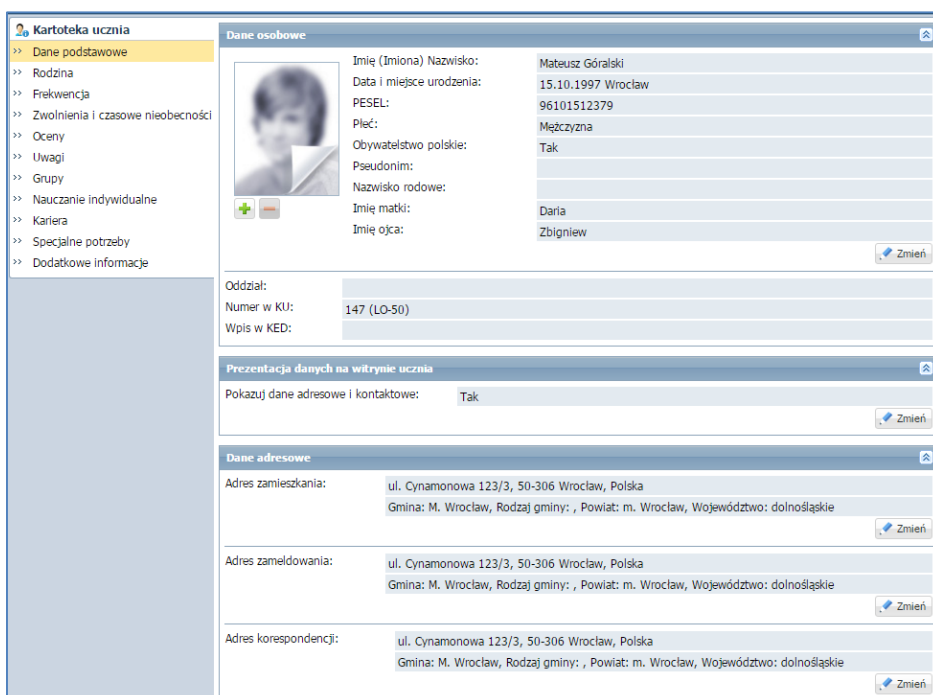 Kartoteka ucznia
Dane podstawowe
Rodzina
Frekwencja
Zwolnienia i czasowe nieobecności
Oceny
Uwagi
Grupy
Nauczanie indywidualne
Kariera
Specjalne potrzeby
Dodatkowe informacje
Dane osobowe
Imię (Imiona) Nazwisko: Mateusz Góralski
Data i miejsce urodzenia: 15.10.1997 Wrocław
PESEL: 96101512379
Płeć: Mężczyzna
Obywatelstwo polskie: Tak
Pseudonim:
Nazwisko rodowe:
Imię matki: Daria
Imię ojca: Zbigniew
Zmień
Oddział:
Numer w KU: 147 (LO-50)
Wpis w KED:
Prezentacja danych na witrynie ucznia
Pokazuj dane adresowe i kontaktowe: Tak
Zmień
Dane adresowe
Adres zamieszkania: ul. Cynamonowa 123/3, 50-306 Wrocław, Polska
Gmina: M. Wrocław, Rodzaj gminy: , Powiat: m. Wrocław, Województwo: dolnośląskie
Zmień
Adres zameldowania: ul. Cynamonowa 123/3, 50-306 Wrocław, Polska
Gmina: M. Wrocław, Rodzaj gminy: , Powiat: m. Wrocław, Województwo: dolnośląskie
Zmień
Adres korespondencji: ul. Cynamonowa 123/3, 50-306 Wrocław, Polska
Gmina: M. Wrocław, Rodzaj gminy: , Powiat: m. Wrocław, Województwo: dolnośląskie
Zmień